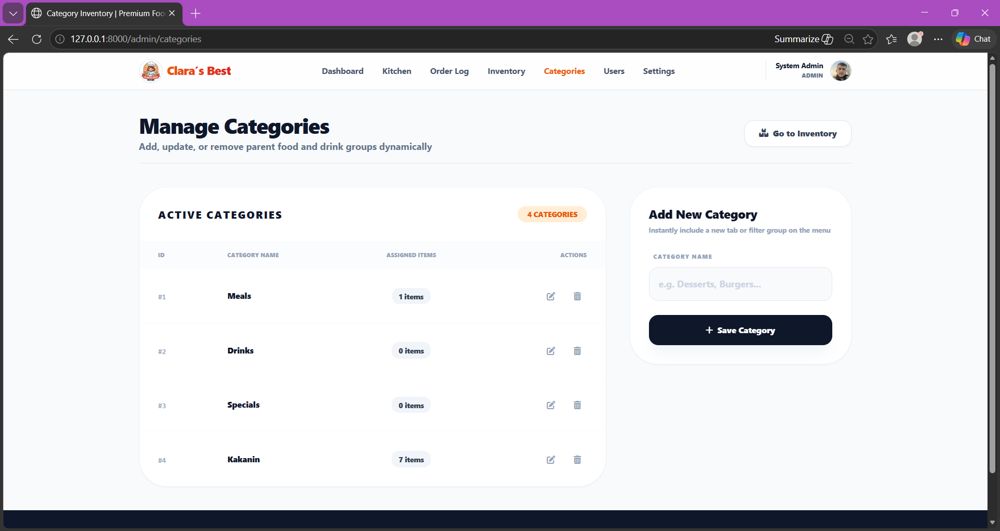 Category Inventory | Premium Foo
127.0.0.1:8000/admin/categories
Summarize
Chat
Clara´s Best
Dashboard
Kitchen
Order Log
Inventory
Categories
Users
Settings
System Admin
ADMIN
Manage Categories
Add, update, or remove parent food and drink groups dynamically
Go to Inventory
ACTIVE CATEGORIES
4 CATEGORIES
ID CATEGORY NAME ASSIGNED ITEMS ACTIONS
#1 Meals 1 items
#2 Drinks 0 items
#3 Specials 0 items
#4 Kakanin 7 items
Add New Category
Instantly include a new tab or filter group on the menu
CATEGORY NAME
e.g. Desserts, Burgers...
+ Save Category